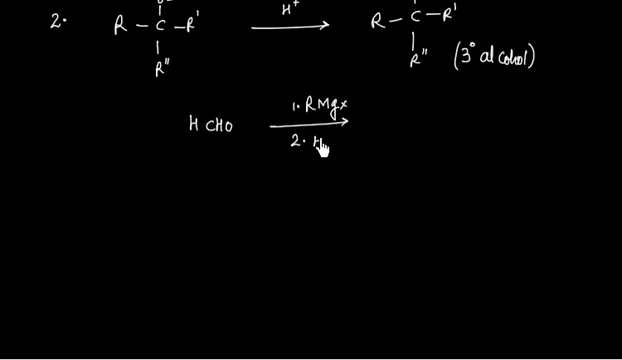 H+
2. R – C – R' → R – C – R'
R" R" (3° alcohol)
1. RMgx
H CHO →
2. H